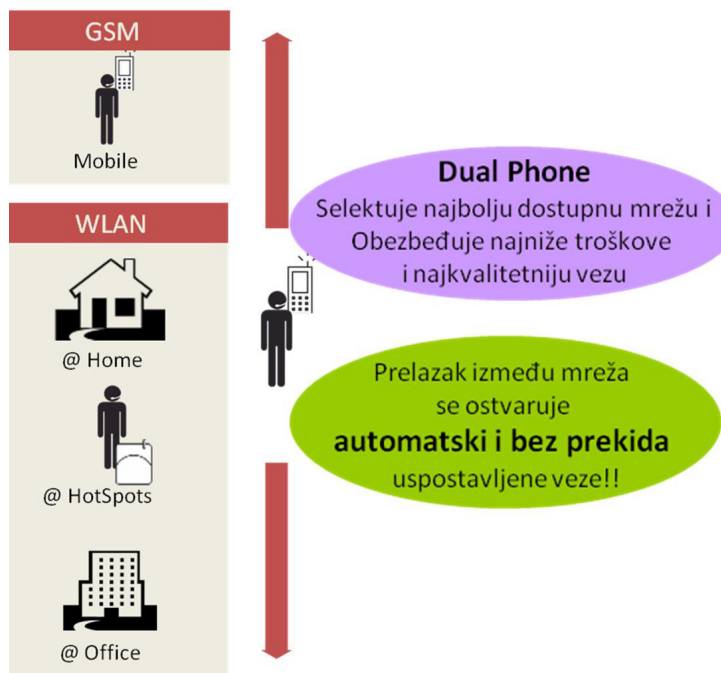 GSM
Mobile
WLAN
@ Home
@ HotSpots
@ Office
Dual Phone
Selektuje najbolju dostupnu mrežu i
Obezbeđuje najniže troškove
i najkvalitetniju vezu
Prelazak između mreža
se ostvaruje
automatski i bez prekida
uspostavljene veze!!